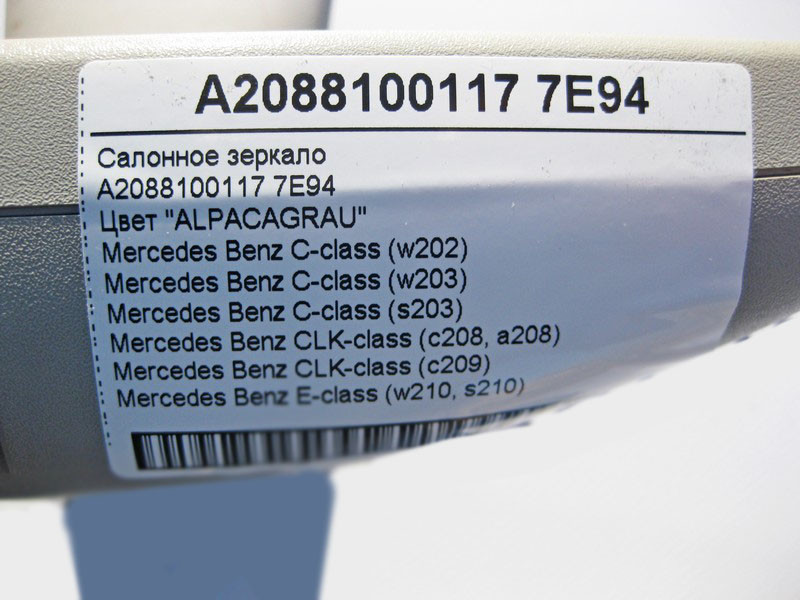 A2088100117 7E94
Салонное зеркало
A2088100117 7E94
Цвет "ALPACAGRAU"
Mercedes Benz C-class (w202)
Mercedes Benz C-class (w203)
Mercedes Benz C-class (s203)
Mercedes Benz CLK-class (c208, a208)
Mercedes Benz CLK-class (c209)
Mercedes Benz E-class (w210, s210)